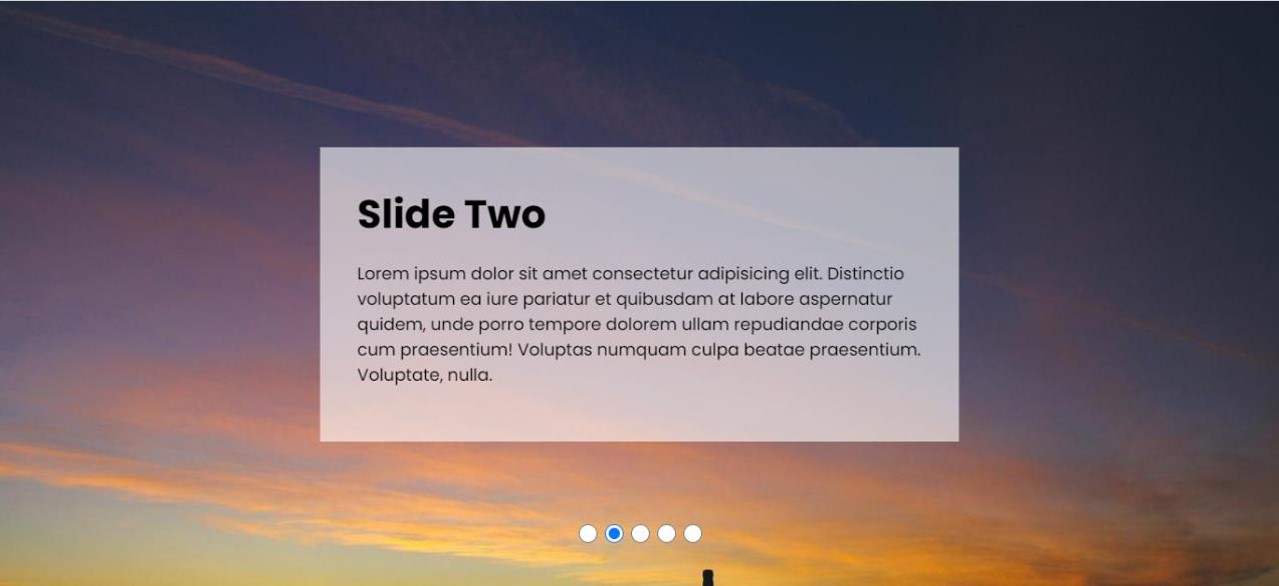 Slide Two
Lorem ipsum dolor sit amet consectetur adipisicing elit. Distinctio
voluptatum ea iure pariatur et quibusdam at labore aspernatur
quidem, unde porro tempore dolorem ullam repudiandae corporis
cum praesentium! Voluptas numquam culpa beatae praesentium.
Voluptate, nulla.